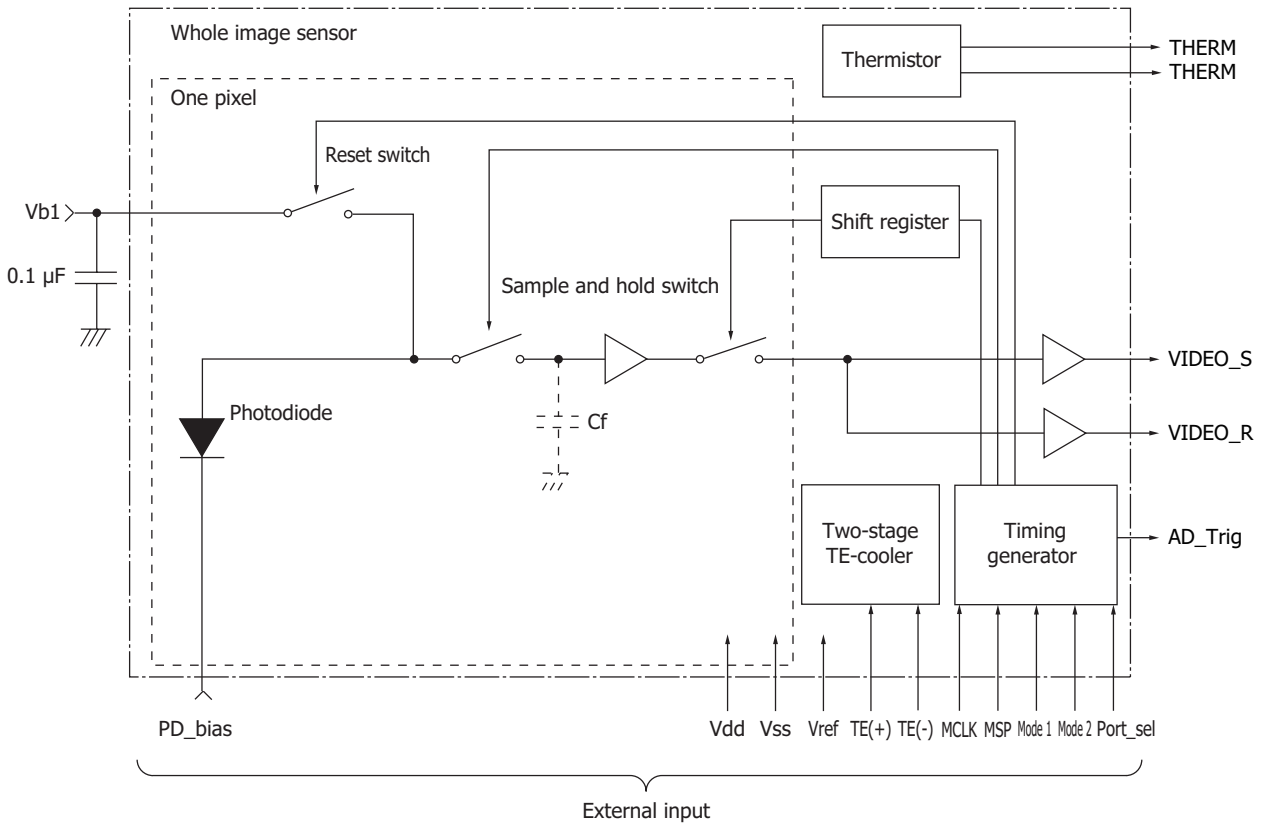 Whole image sensor
Thermistor
THERM
THERM
One pixel
Reset switch
Vb1
Shift register
0.1 µF
Sample and hold switch
VIDEO_S
Photodiode
Cf
VIDEO_R
Two-stage
TE-cooler
Timing
generator
AD_Trig
PD_bias
Vdd
Vss
Vref
TE(+)
TE(-)
MCLK
MSP
Mode 1
Mode 2
Port_sel
External input